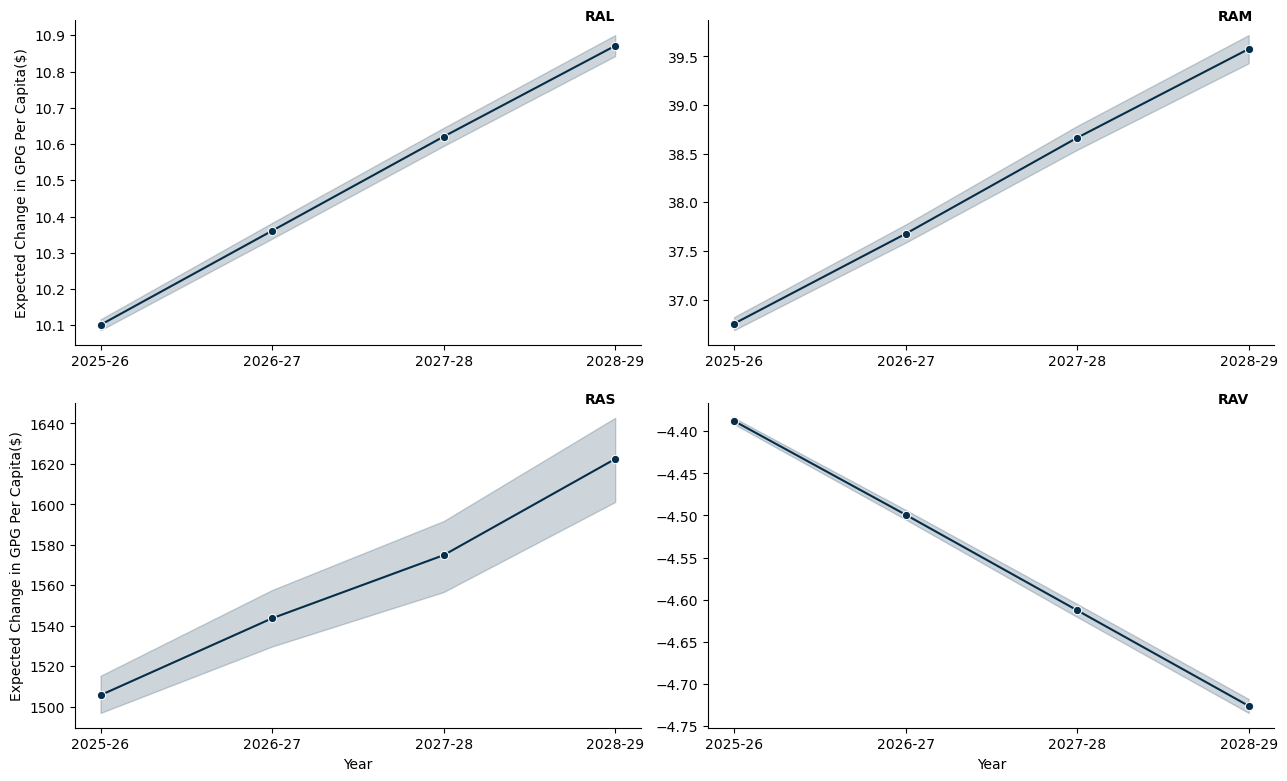 RAL
Expected Change in GPG Per Capita($)
10.9
10.8
10.7
10.6
10.5
10.4
10.3
10.2
10.1
2025-26 2026-27 2027-28 2028-29
RAM
39.5
39.0
38.5
38.0
37.5
37.0
2025-26 2026-27 2027-28 2028-29
RAS
Expected Change in GPG Per Capita($)
1640
1620
1600
1580
1560
1540
1520
1500
2025-26 2026-27 2027-28 2028-29
Year
RAV
−4.40
−4.45
−4.50
−4.55
−4.60
−4.65
−4.70
−4.75
2025-26 2026-27 2027-28 2028-29
Year